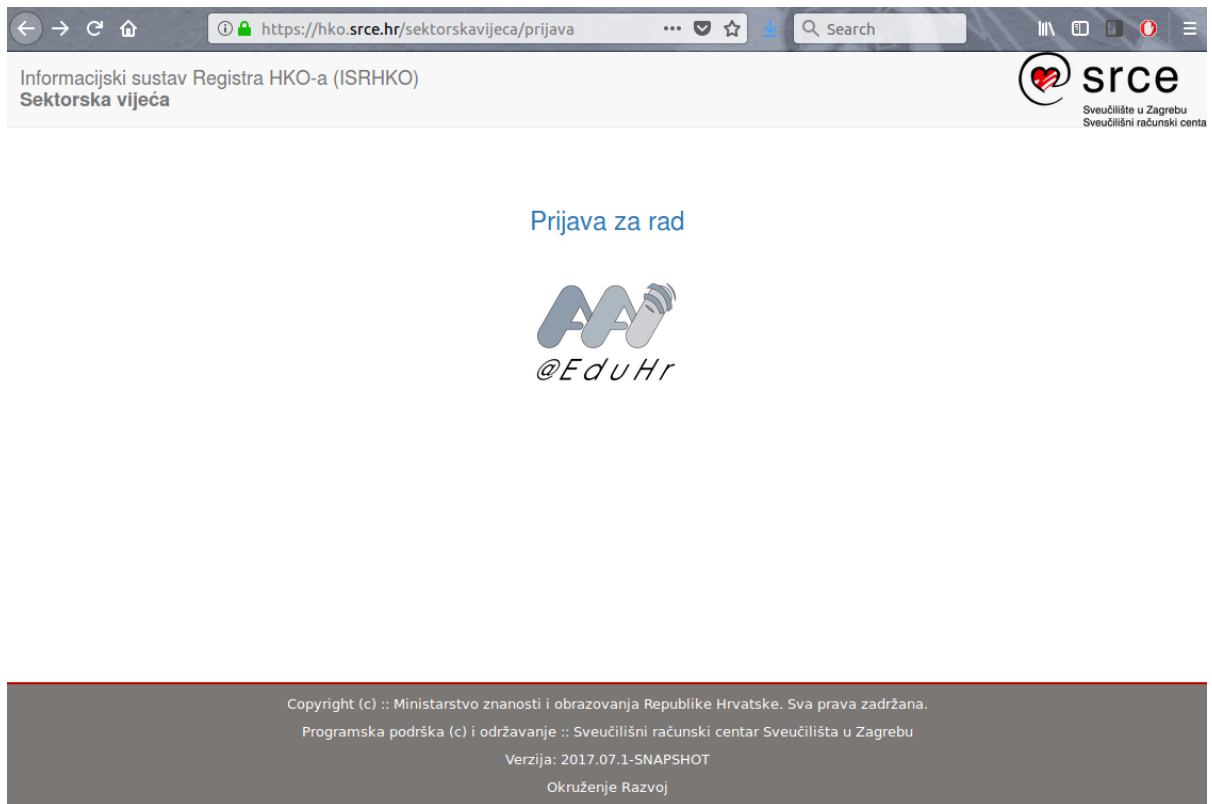 https://hko.srce.hr/sektorskavijeca/prijava
Search
Informacijski sustav Registra HKO-a (ISRHKO)
Sektorska vijeća
srce
Sveučilište u Zagrebu
Sveučilišni računski centa
Prijava za rad
AAI
@EduHr
Copyright (c) :: Ministarstvo znanosti i obrazovanja Republike Hrvatske. Sva prava zadržana.
Programska podrška (c) i održavanje :: Sveučilišni računski centar Sveučilišta u Zagrebu
Verzija: 2017.07.1-SNAPSHOT
Okruženje Razvoj